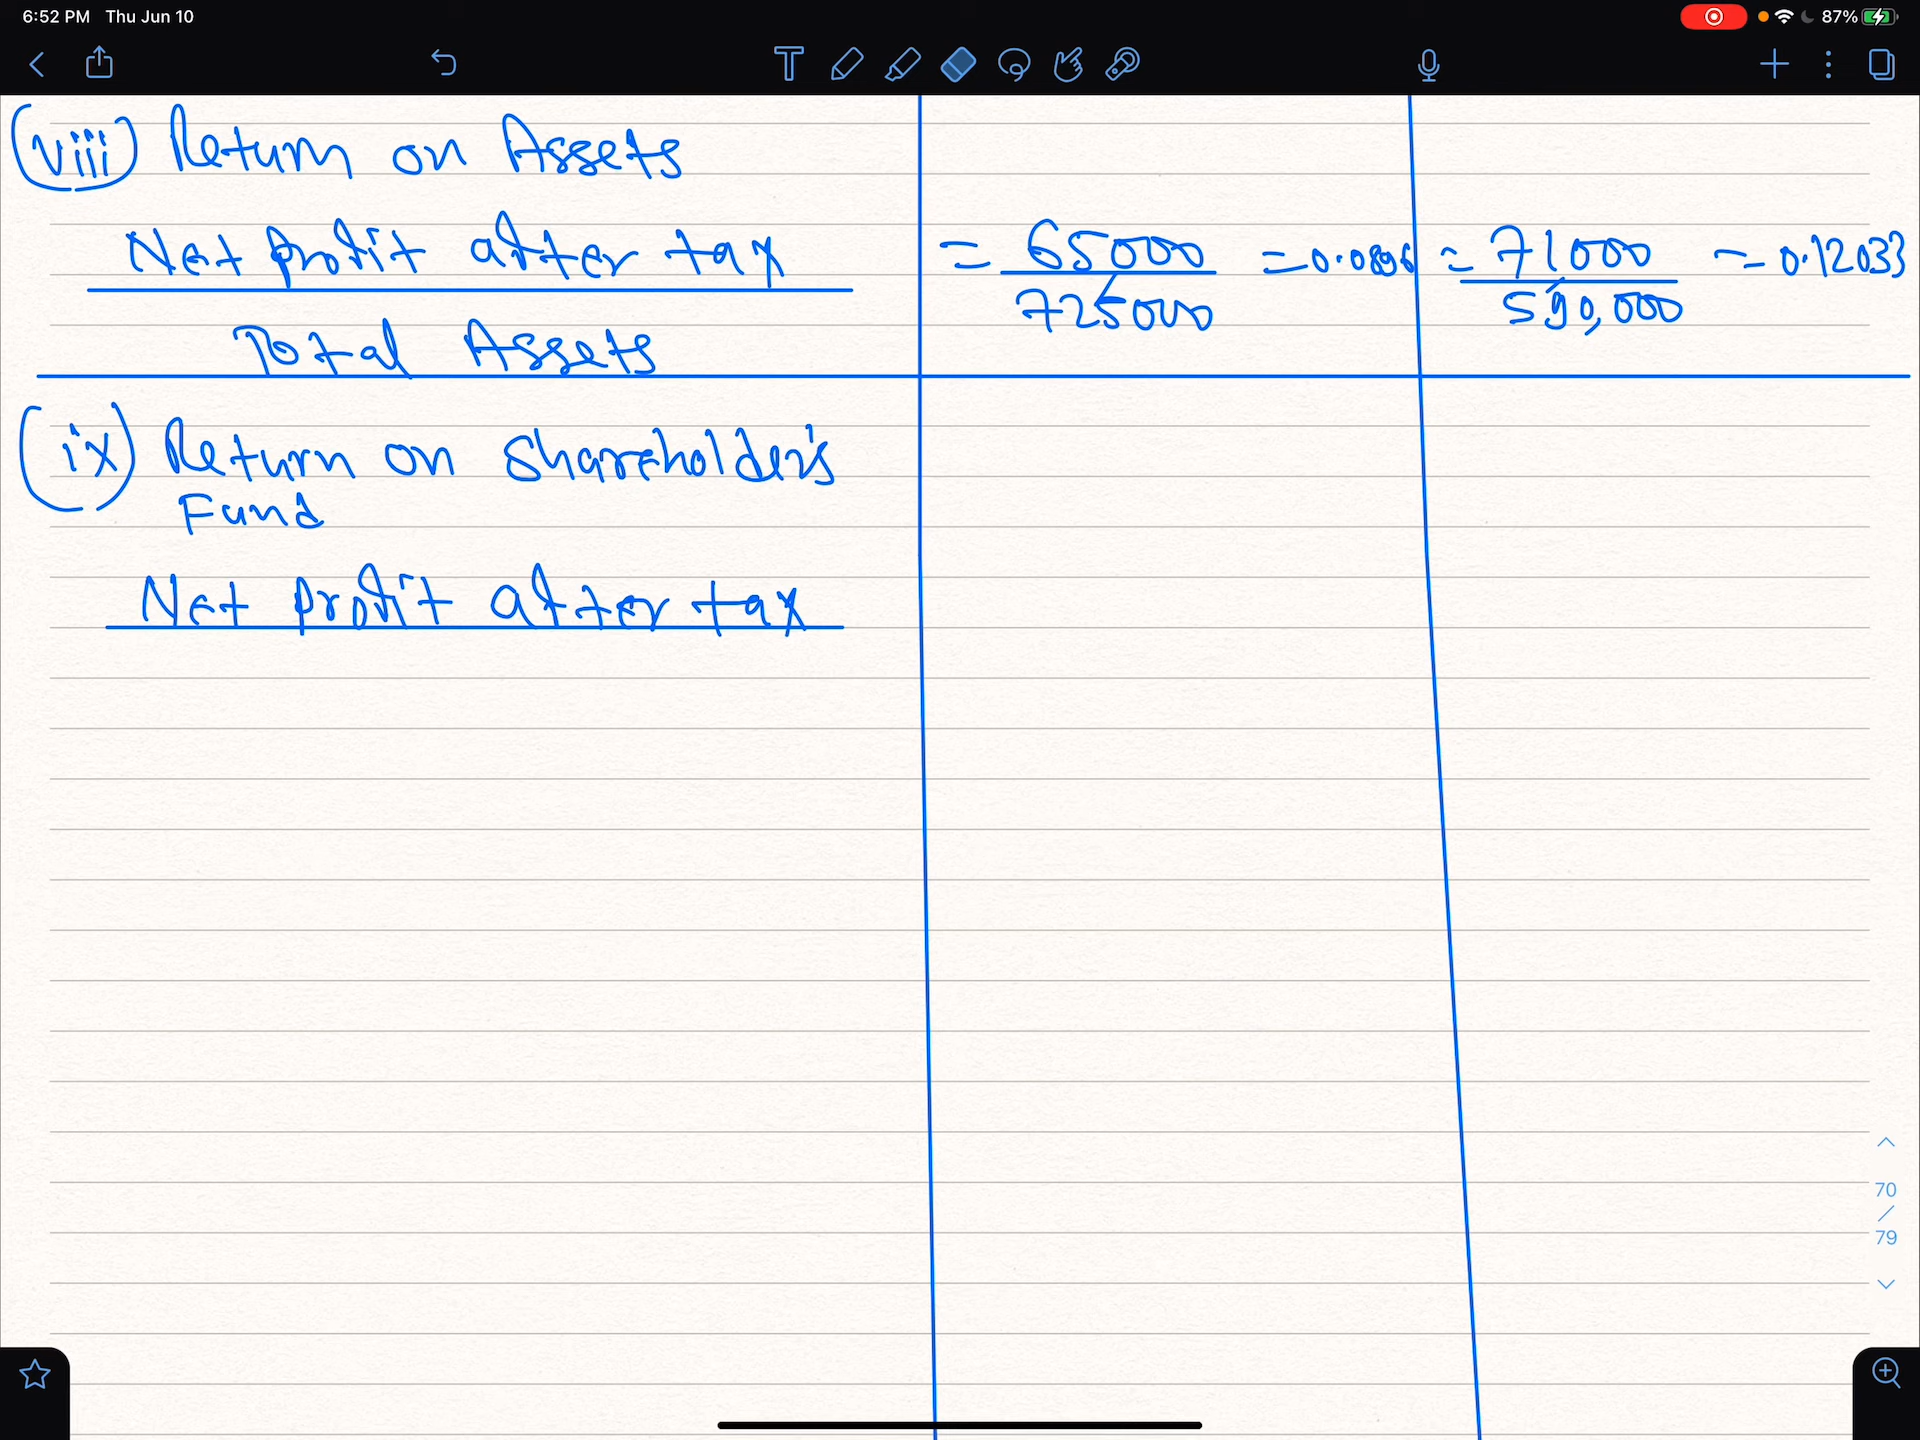 6:52 PM Thu Jun 10
87%
(viii) Return on Assets
Net profit after tax = 65000 = 0.0896 = 71000 = 0.12033
725000 590,000
Total Assets
(ix) Return on Shareholder's
Fund
Net profit after tax
70
/
79